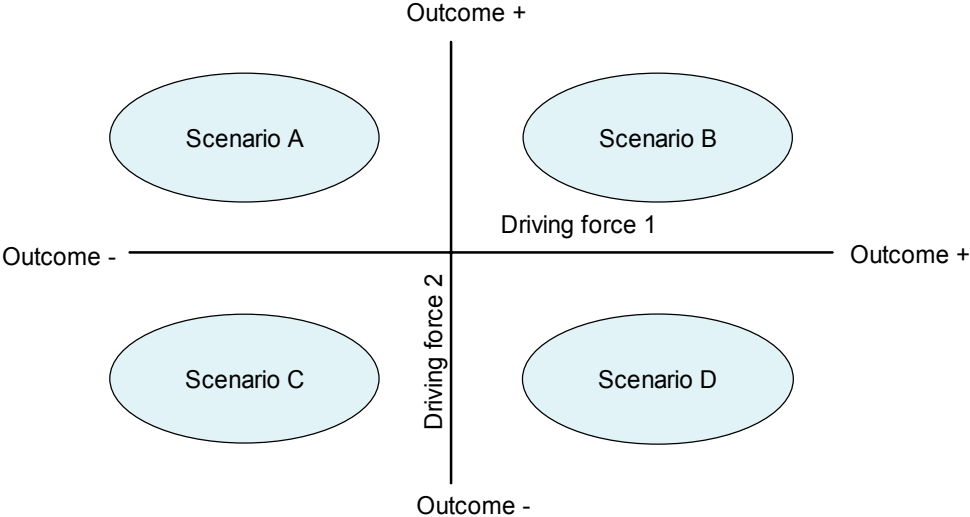 Outcome +
Scenario A
Scenario B
Driving force 1
Outcome -
Outcome +
Driving force 2
Scenario C
Scenario D
Outcome -